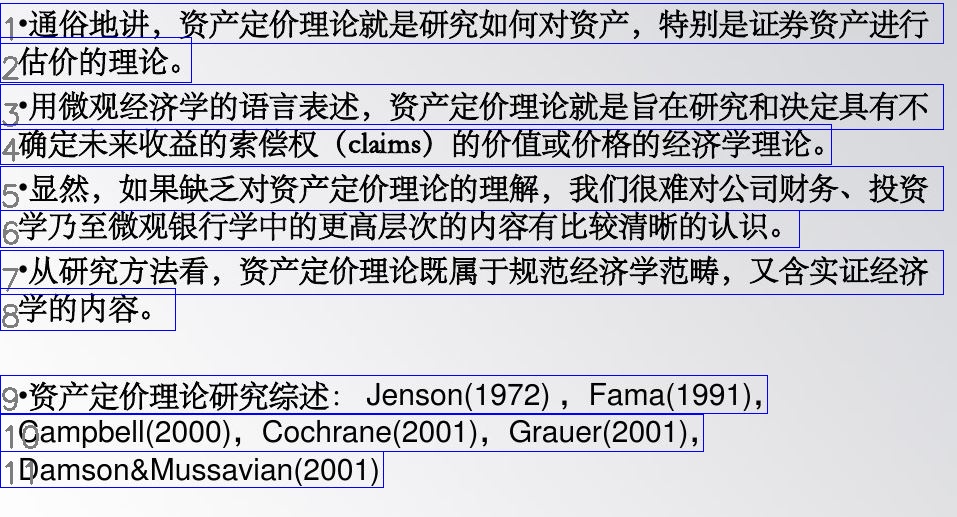 •通俗地讲，资产定价理论就是研究如何对资产，特别是证券资产进行
估价的理论。
•用微观经济学的语言表述，资产定价理论就是旨在研究和决定具有不
确定未来收益的索偿权（claims）的价值或价格的经济学理论。
•显然，如果缺乏对资产定价理论的理解，我们很难对公司财务、投资
学乃至微观银行学中的更高层次的内容有比较清晰的认识。
•从研究方法看，资产定价理论既属于规范经济学范畴，又含实证经济
学的内容。
•资产定价理论研究综述： Jenson(1972) ，Fama(1991)，
Campbell(2000)，Cochrane(2001)，Grauer(2001)，
Damson&Mussavian(2001)